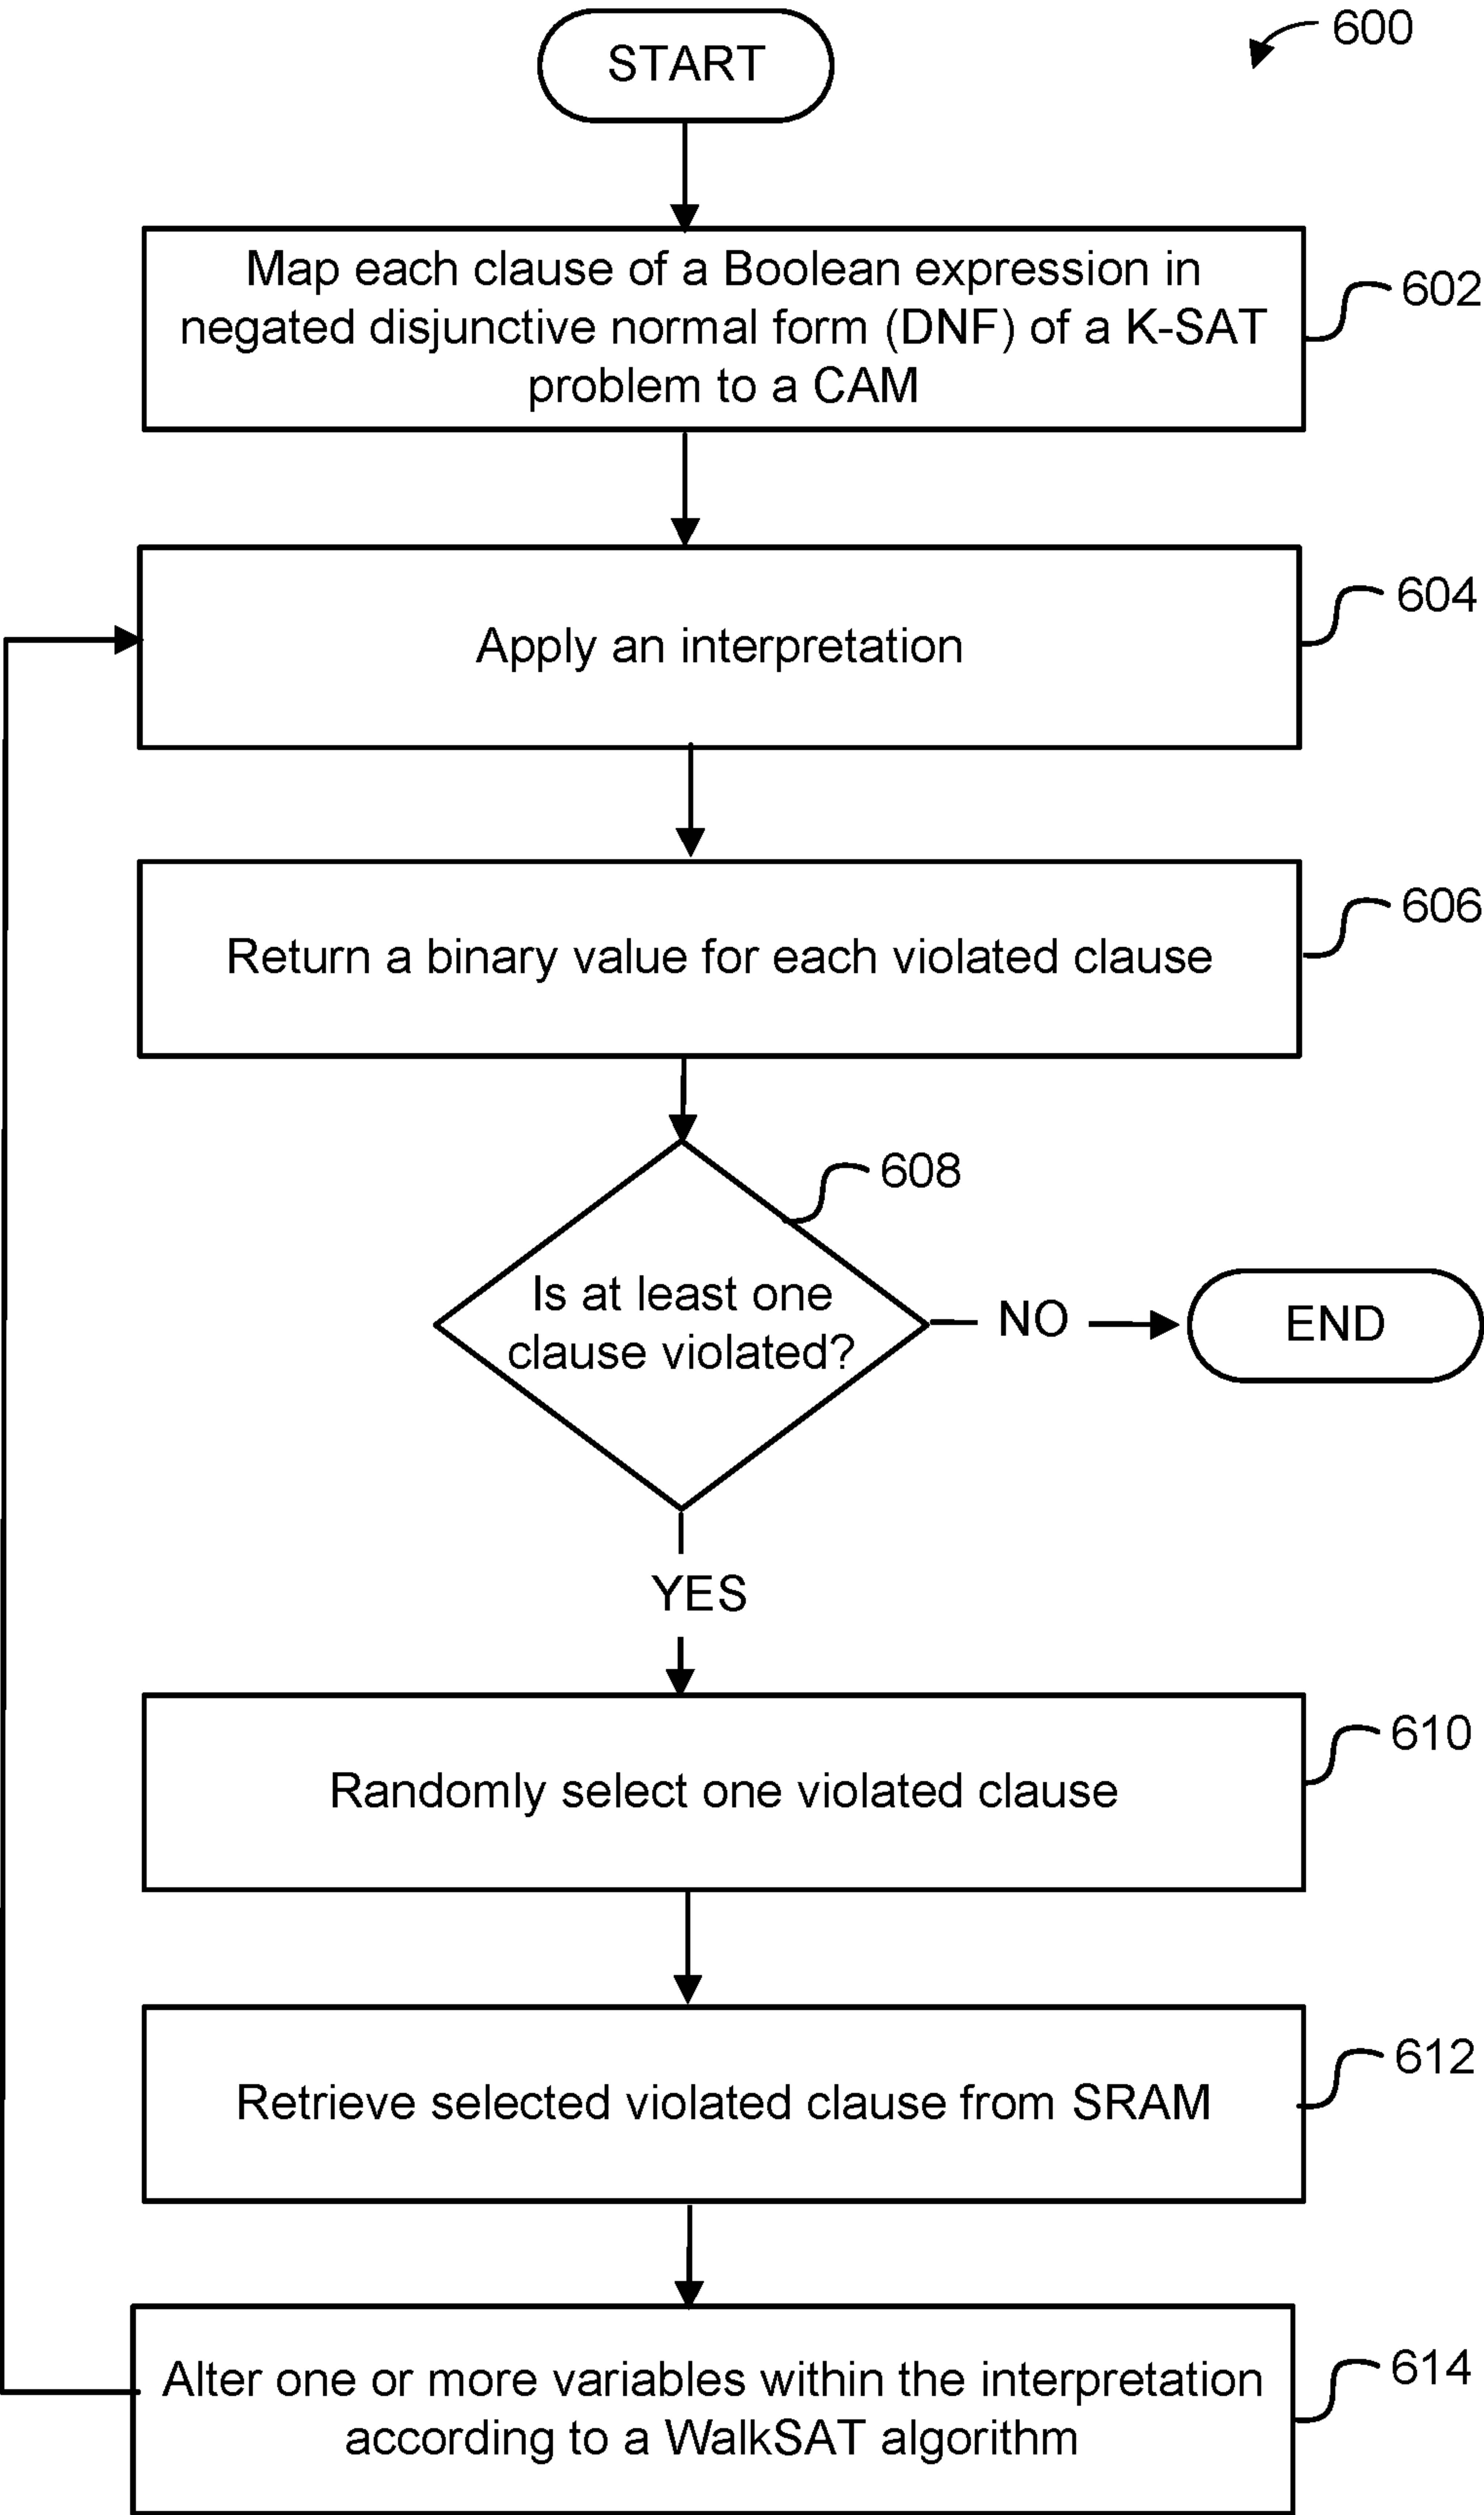 START
600
Map each clause of a Boolean expression in
negated disjunctive normal form (DNF) of a K-SAT
problem to a CAM
602
Apply an interpretation
604
Return a binary value for each violated clause
606
608
Is at least one
clause violated?
NO
END
YES
Randomly select one violated clause
610
Retrieve selected violated clause from SRAM
612
Alter one or more variables within the interpretation
according to a WalkSAT algorithm
614